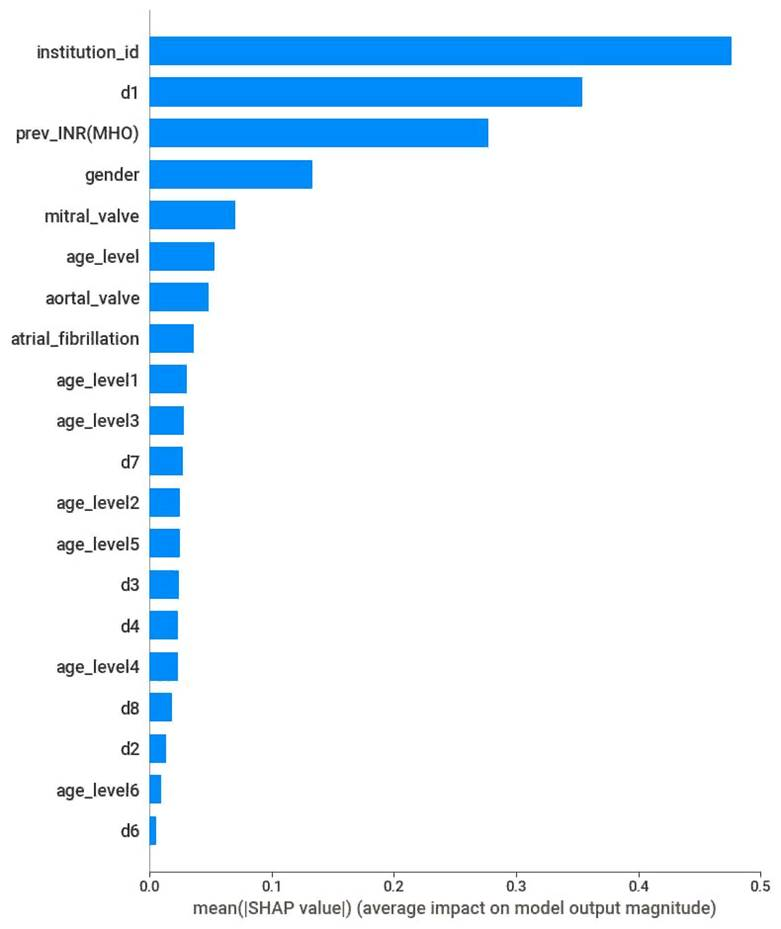 institution_id
d1
prev_INR(MHO)
gender
mitral_valve
age_level
aortal_valve
atrial_fibrillation
age_level1
age_level3
d7
age_level2
age_level5
d3
d4
age_level4
d8
d2
age_level6
d6
0.0 0.1 0.2 0.3 0.4 0.5
mean(|SHAP value|) (average impact on model output magnitude)